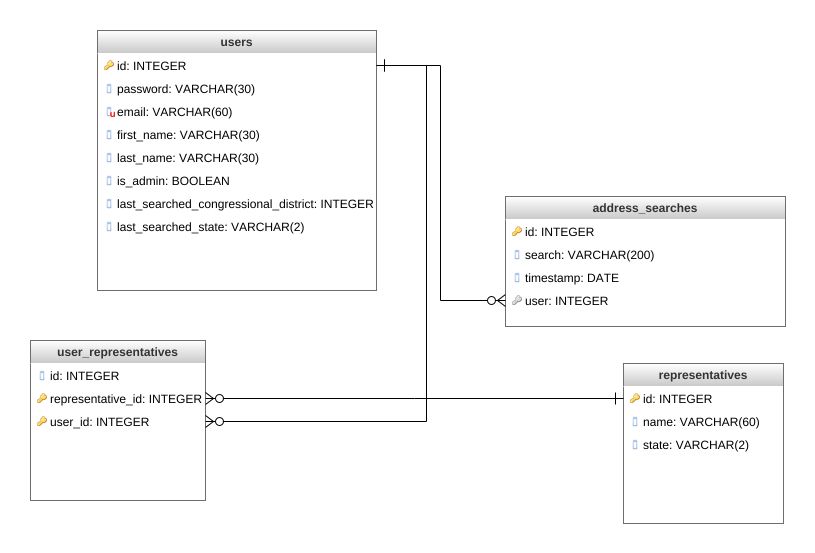 users
id: INTEGER
password: VARCHAR(30)
u
email: VARCHAR(60)
first_name: VARCHAR(30)
last_name: VARCHAR(30)
is_admin: BOOLEAN
last_searched_congressional_district: INTEGER
last_searched_state: VARCHAR(2)
address_searches
id: INTEGER
search: VARCHAR(200)
timestamp: DATE
user: INTEGER
user_representatives
id: INTEGER
representative_id: INTEGER
user_id: INTEGER
representatives
id: INTEGER
name: VARCHAR(60)
state: VARCHAR(2)